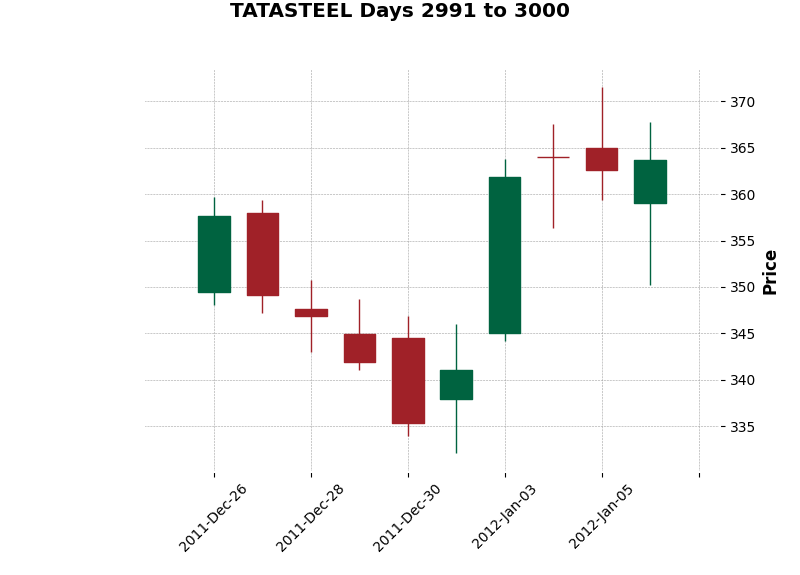 TATASTEEL Days 2991 to 3000
370
365
360
355
350
345
340
335
Price
2011-Dec-26
2011-Dec-28
2011-Dec-30
2012-Jan-03
2012-Jan-05